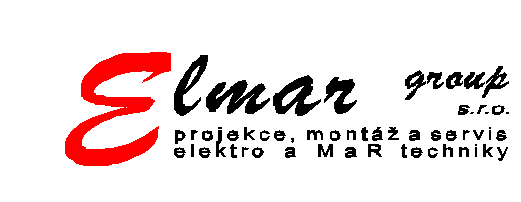 Elmar group
s.r.o.
projekce, montáž a servis
elektro a MaR techniky